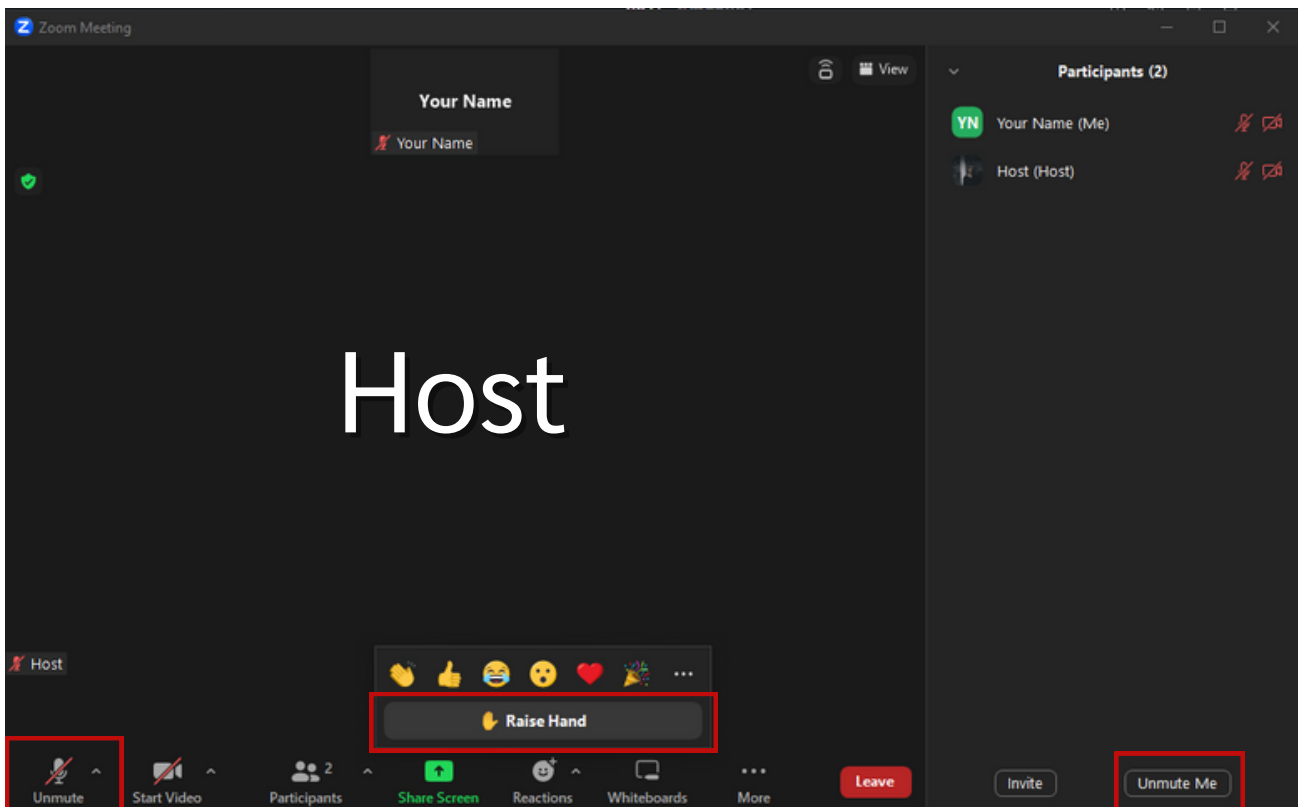 Zoom Meeting
Your Name
Your Name
View
Participants (2)
YN Your Name (Me)
Host (Host)
Host
Host
Raise Hand
Unmute
Start Video
2
Participants
Share Screen
Reactions
Whiteboards
More
Leave
Invite
Unmute Me